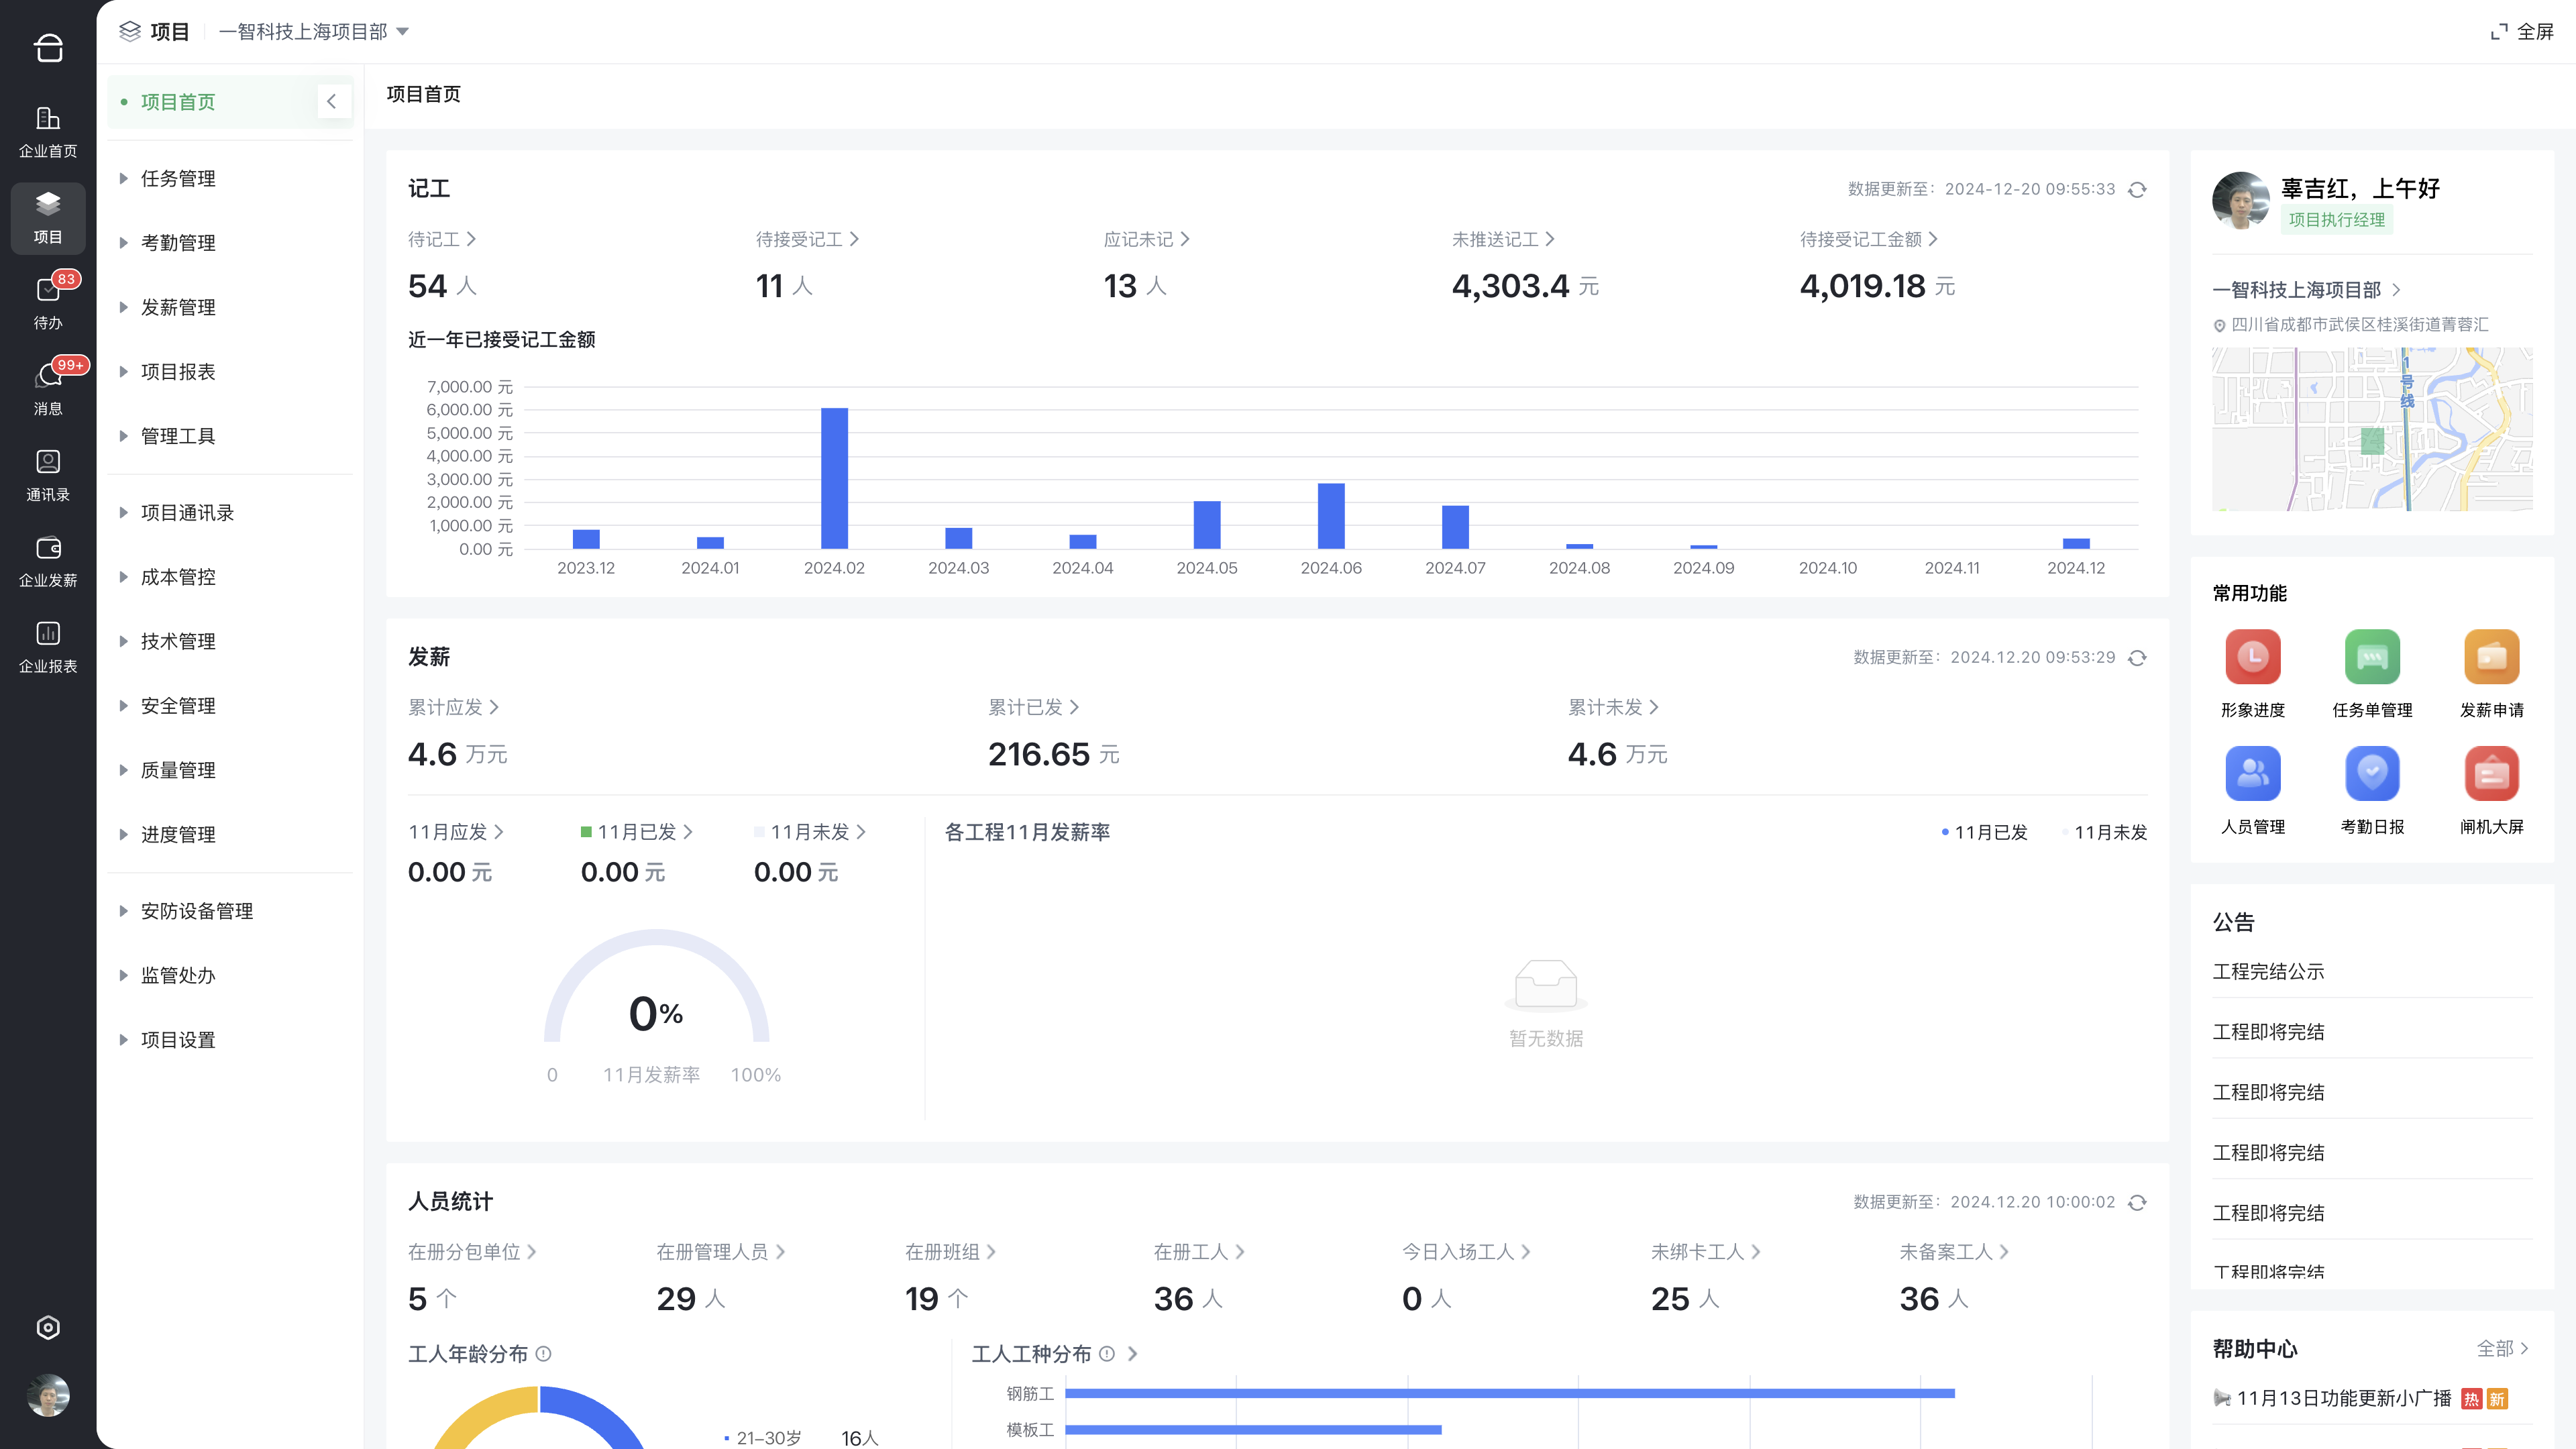 项目
一智科技上海项目部
全屏
企业首页
项目
83
待办
99+
消息
通讯录
企业发薪
企业报表
项目首页
任务管理
考勤管理
发薪管理
项目报表
管理工具
项目通讯录
成本管控
技术管理
安全管理
质量管理
进度管理
安防设备管理
监管处办
项目设置
项目首页
记工
数据更新至：2024-12-20 09:55:33
待记工 待接受记工 应记未记 未推送记工 待接受记工金额
54 人 11 人 13 人 4,303.4 元 4,019.18 元
近一年已接受记工金额
7,000.00 元
6,000.00 元
5,000.00 元
4,000.00 元
3,000.00 元
2,000.00 元
1,000.00 元
0.00 元
2023.12 2024.01 2024.02 2024.03 2024.04 2024.05 2024.06 2024.07 2024.08 2024.09 2024.10 2024.11 2024.12
发薪
数据更新至：2024.12.20 09:53:29
累计应发 累计已发 累计未发
4.6 万元 216.65 元 4.6 万元
11月应发 11月已发 11月未发
0.00 元 0.00 元 0.00 元
0%
0 11月发薪率 100%
各工程11月发薪率
11月已发 11月未发
暂无数据
人员统计
数据更新至：2024.12.20 10:00:02
在册分包单位 在册管理人员 在册班组 在册工人 今日入场工人 未绑卡工人 未备案工人
5 个 29 人 19 个 36 人 0 人 25 人 36 人
工人年龄分布
21-30岁 16人
工人工种分布
钢筋工
模板工
辜吉红，上午好
项目执行经理
一智科技上海项目部
四川省成都市武侯区桂溪街道菁蓉汇
1号线
常用功能
形象进度 任务单管理 发薪申请
人员管理 考勤日报 闸机大屏
公告
工程完结公示
工程即将完结
工程即将完结
工程即将完结
工程即将完结
工程即将完结
帮助中心
全部
11月13日功能更新小广播 热 新